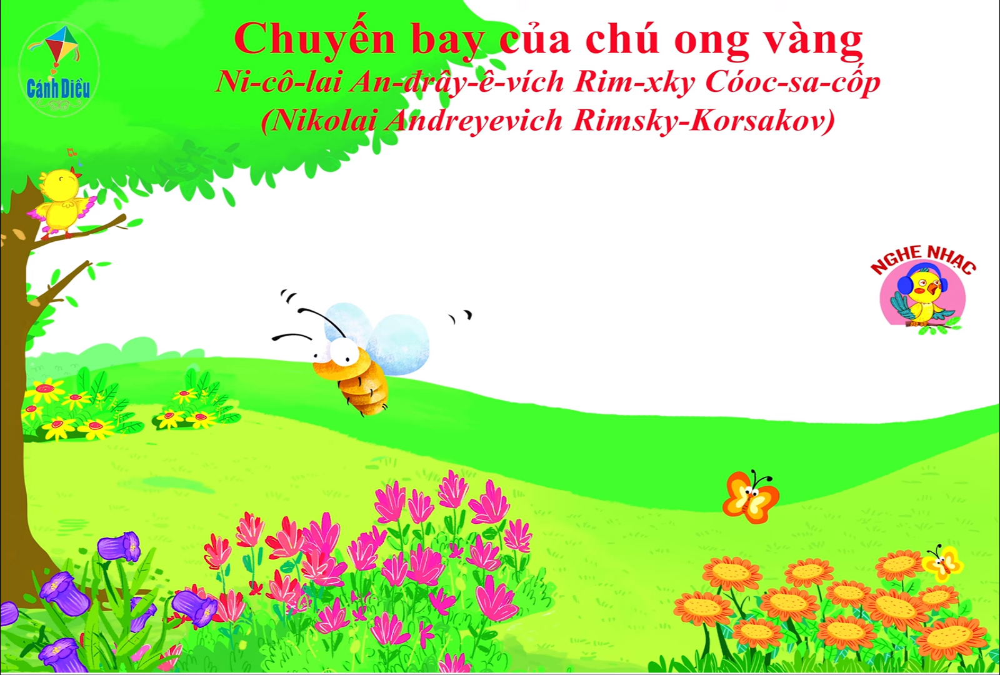 Chuyến bay của chú ong vàng
Ni-cô-lai An-đrây-ê-vích Rim-xky Cóoc-sa-cốp
(Nikolai Andreyevich Rimsky-Korsakov)
Cánh Diều
NGHE NHẠC